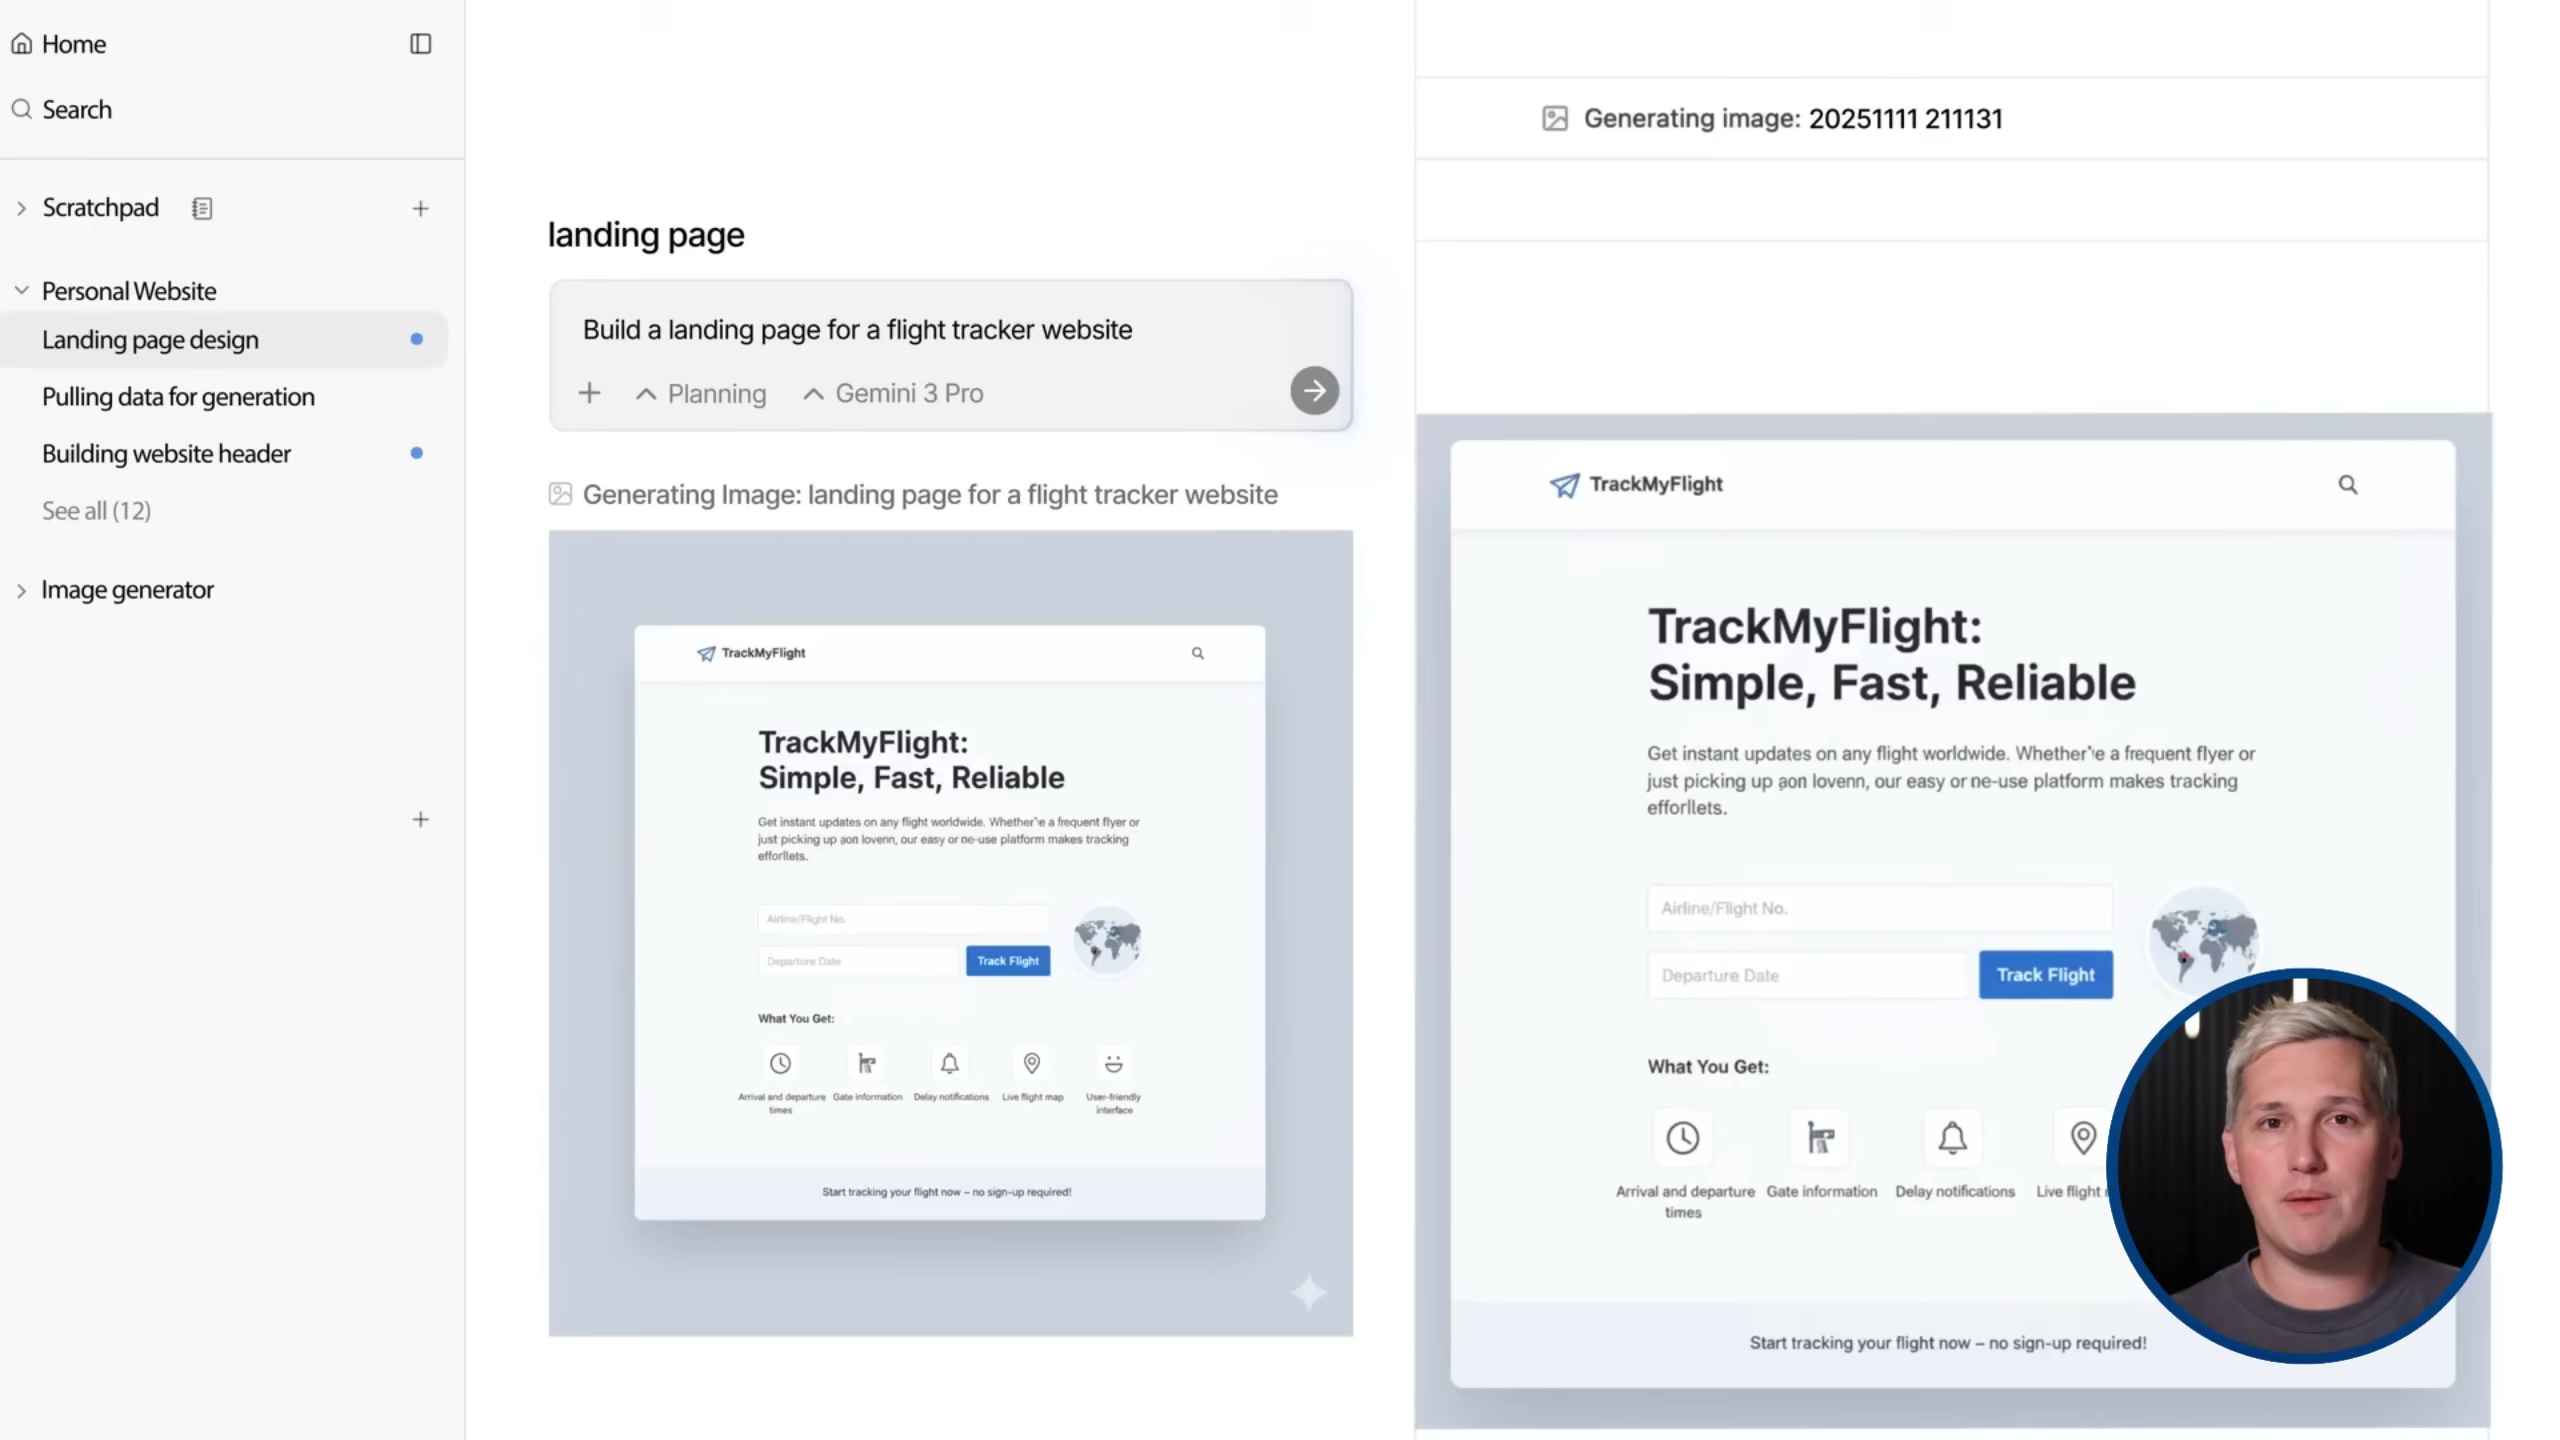 Home
Search
Scratchpad
Personal Website
Landing page design
Pulling data for generation
Building website header
See all (12)
Image generator
landing page
Build a landing page for a flight tracker website
Planning
Gemini 3 Pro
Generating Image: landing page for a flight tracker website
TrackMyFlight
TrackMyFlight:
Simple, Fast, Reliable
Get instant updates on any flight worldwide. Whether'e a frequent flyer or
just picking up aon lovenn, our easy or ne-use platform makes tracking
efforllets.
Airline/Flight No.
Departure Date
Track Flight
What You Get:
Arrival and departure
times
Gate information
Delay notifications
Live flight map
User-friendly
interface
Start tracking your flight now – no sign-up required!
Generating image: 20251111 211131
TrackMyFlight
TrackMyFlight:
Simple, Fast, Reliable
Get instant updates on any flight worldwide. Whether'e a frequent flyer or
just picking up aon lovenn, our easy or ne-use platform makes tracking
efforllets.
Airline/Flight No.
Departure Date
Track Flight
What You Get:
Arrival and departure
times
Gate information
Delay notifications
Live flight
Start tracking your flight now – no sign-up required!